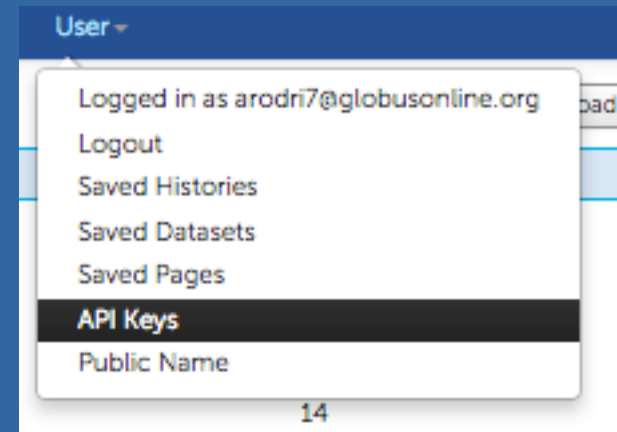 User
Logged in as arodri7@globusonline.org
oad
Logout
Saved Histories
Saved Datasets
Saved Pages
API Keys
Public Name
14